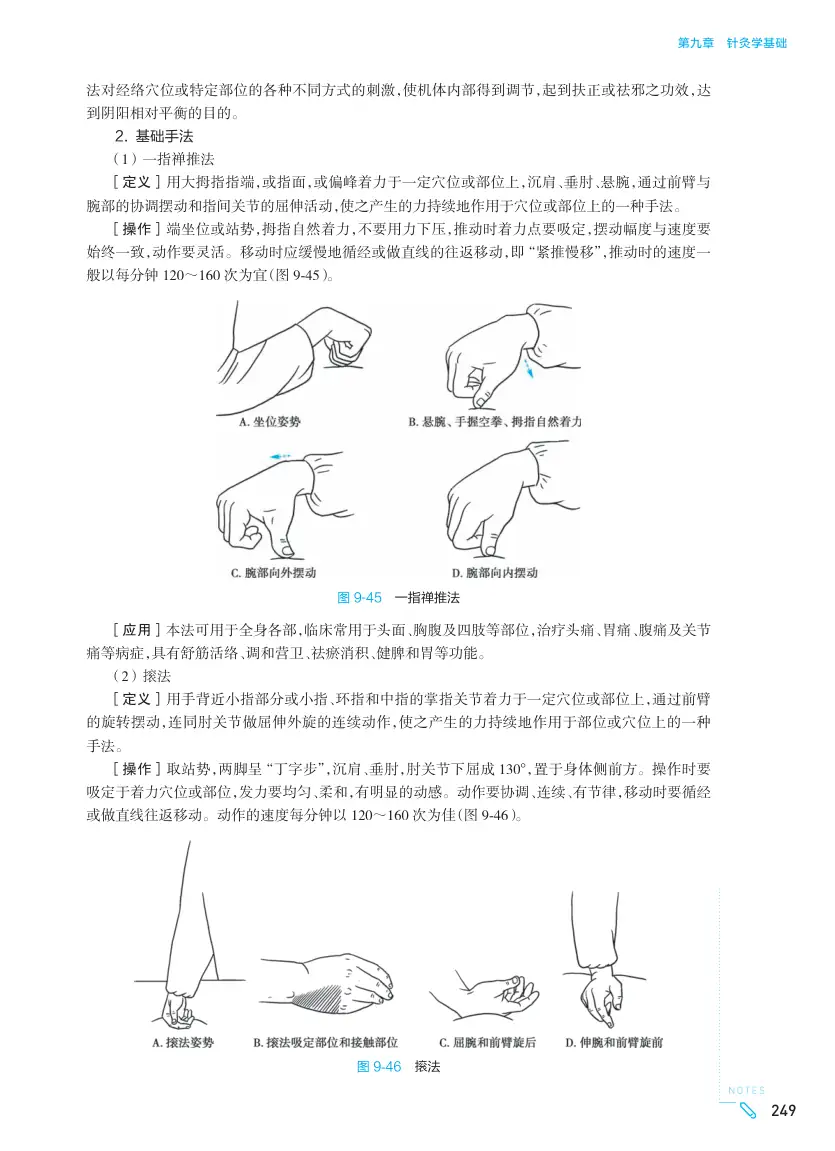 第九章　针灸学基础
法对经络穴位或特定部位的各种不同方式的刺激,使机体内部得到调节,起到扶正或祛邪之功效,达
到阴阳相对平衡的目的。
2. 基础手法
（1）一指禅推法
［定义］用大拇指指端,或指面,或偏峰着力于一定穴位或部位上,沉肩、垂肘、悬腕,通过前臂与
腕部的协调摆动和指间关节的屈伸活动,使之产生的力持续地作用于穴位或部位上的一种手法。
［操作］端坐位或站势,拇指自然着力,不要用力下压,推动时着力点要吸定,摆动幅度与速度要
始终一致,动作要灵活。移动时应缓慢地循经或做直线的往返移动,即“紧推慢移”,推动时的速度一
般以每分钟 120～160 次为宜(图 9-45)。
A. 坐位姿势
B. 悬腕、手握空拳、拇指自然着力
C. 腕部向外摆动
D. 腕部向内摆动
图 9-45　一指禅推法
［应用］本法可用于全身各部,临床常用于头面、胸腹及四肢等部位,治疗头痛、胃痛、腹痛及关节
痛等病症,具有舒筋活络、调和营卫、祛瘀消积、健脾和胃等功能。
（2）㨰法
［定义］用手背近小指部分或小指、环指和中指的掌指关节着力于一定穴位或部位上,通过前臂
的旋转摆动,连同肘关节做屈伸外旋的连续动作,使之产生的力持续地作用于部位或穴位上的一种
手法。
［操作］取站势,两脚呈“丁字步”,沉肩、垂肘,肘关节下屈成 130°,置于身体侧前方。操作时要
吸定于着力穴位或部位,发力要均匀、柔和,有明显的动感。动作要协调、连续、有节律,移动时要循经
或做直线往返移动。动作的速度每分钟以 120～160 次为佳(图 9-46)。
A. 㨰法姿势
B. 㨰法吸定部位和接触部位
C. 屈腕和前臂旋后
D. 伸腕和前臂旋前
图 9-46　㨰法
NOTES
249